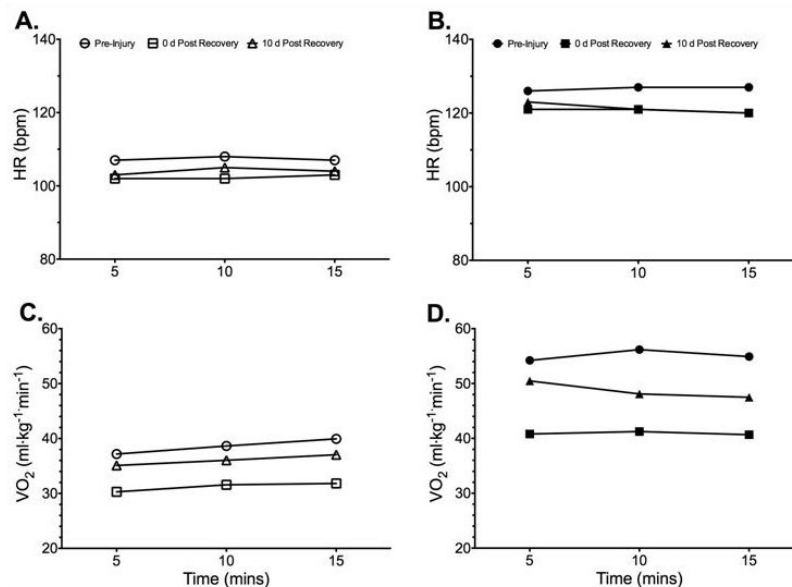 A.
○ Pre-Injury □ 0 d Post Recovery △ 10 d Post Recovery
140
120
100
80
HR (bpm)
5 10 15
B.
● Pre-Injury ■ 0 d Post Recovery ▲ 10 d Post Recovery
140
120
100
80
HR (bpm)
5 10 15
C.
60
50
40
30
20
VO₂ (ml·kg⁻¹·min⁻¹)
5 10 15
Time (mins)
D.
60
50
40
30
20
VO₂ (ml·kg⁻¹·min⁻¹)
5 10 15
Time (mins)